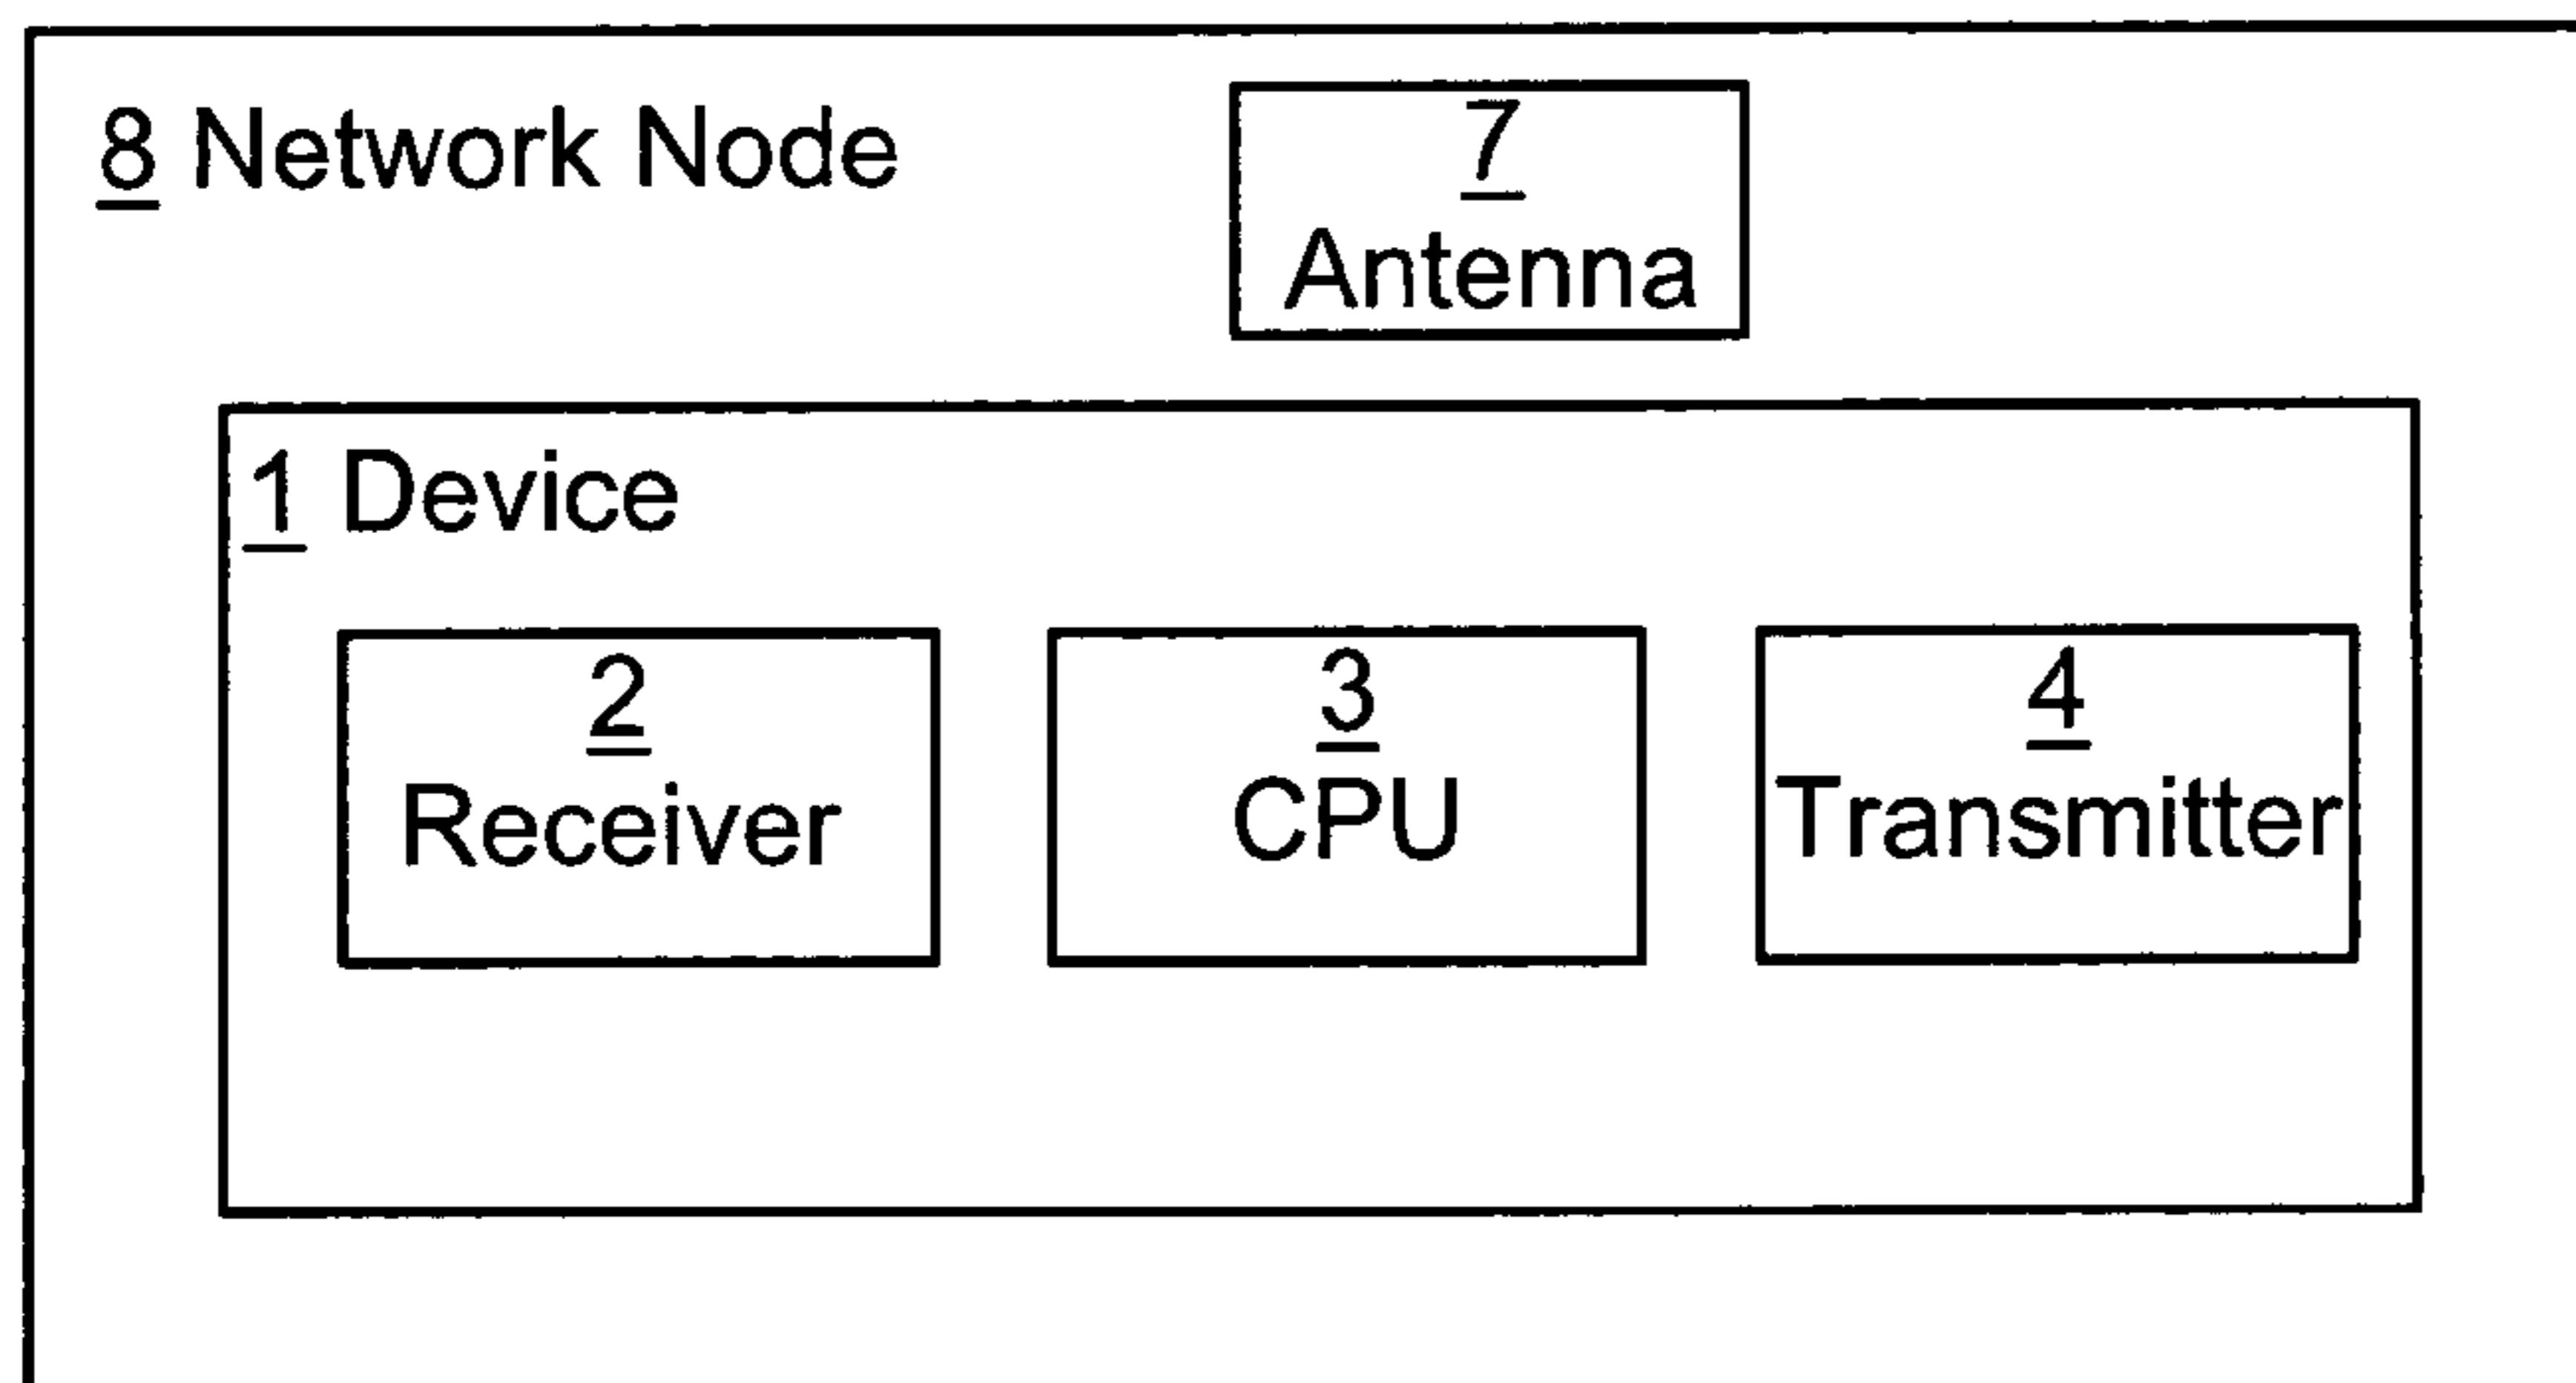 8 Network Node
7
Antenna
1 Device
2
Receiver
3
CPU
4
Transmitter